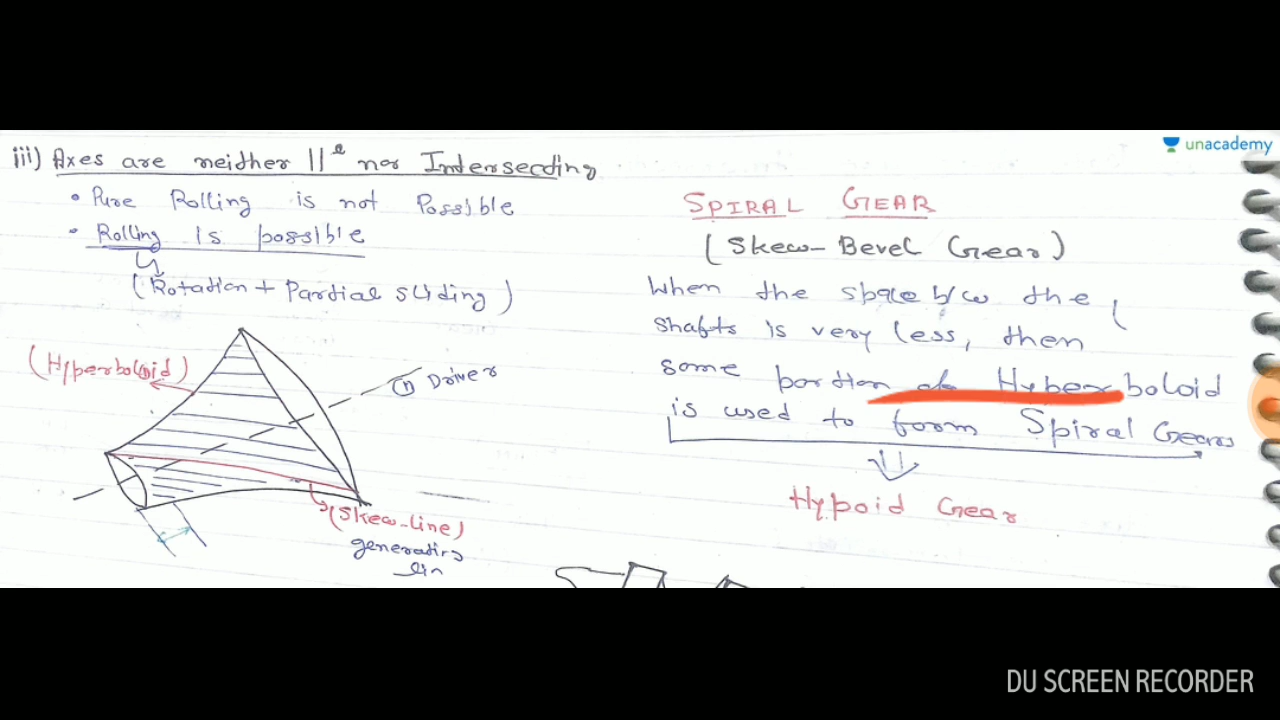 iii) Axes are neither ||el nor Intersecting
unacademy
• Pure Rolling is not Possible
• Rolling is possible
(Rotation + Partial sliding)
SPIRAL GEAR
(Skew-Bevel Gear)
When the space b/w the
shafts is very less, then
some portion of Hyperboloid
is used to form Spiral Gears
Hypoid Gear
(Hyperboloid)
(1) Driver
(Skew-line)
generating
DU SCREEN RECORDER